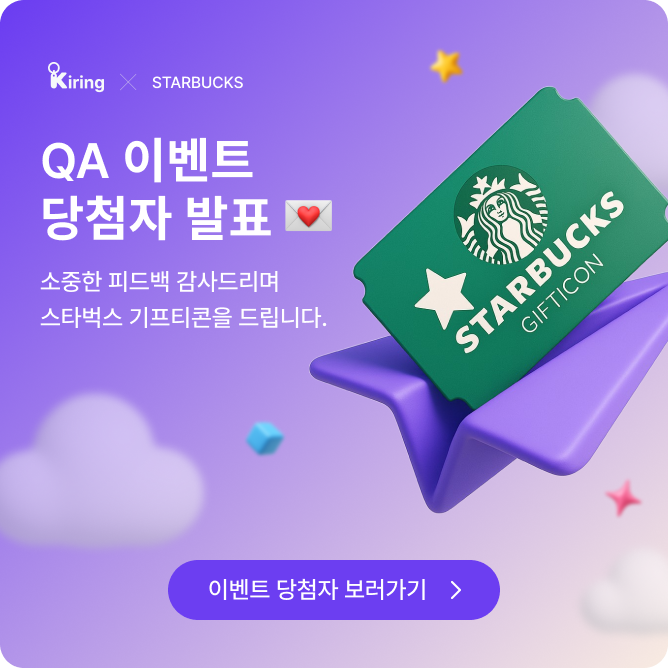 Kiring × STARBUCKS
QA 이벤트
당첨자 발표 💌
소중한 피드백 감사드리며
스타벅스 기프티콘을 드립니다.
STARBUCKS
GIFTICON
이벤트 당첨자 보러가기 >